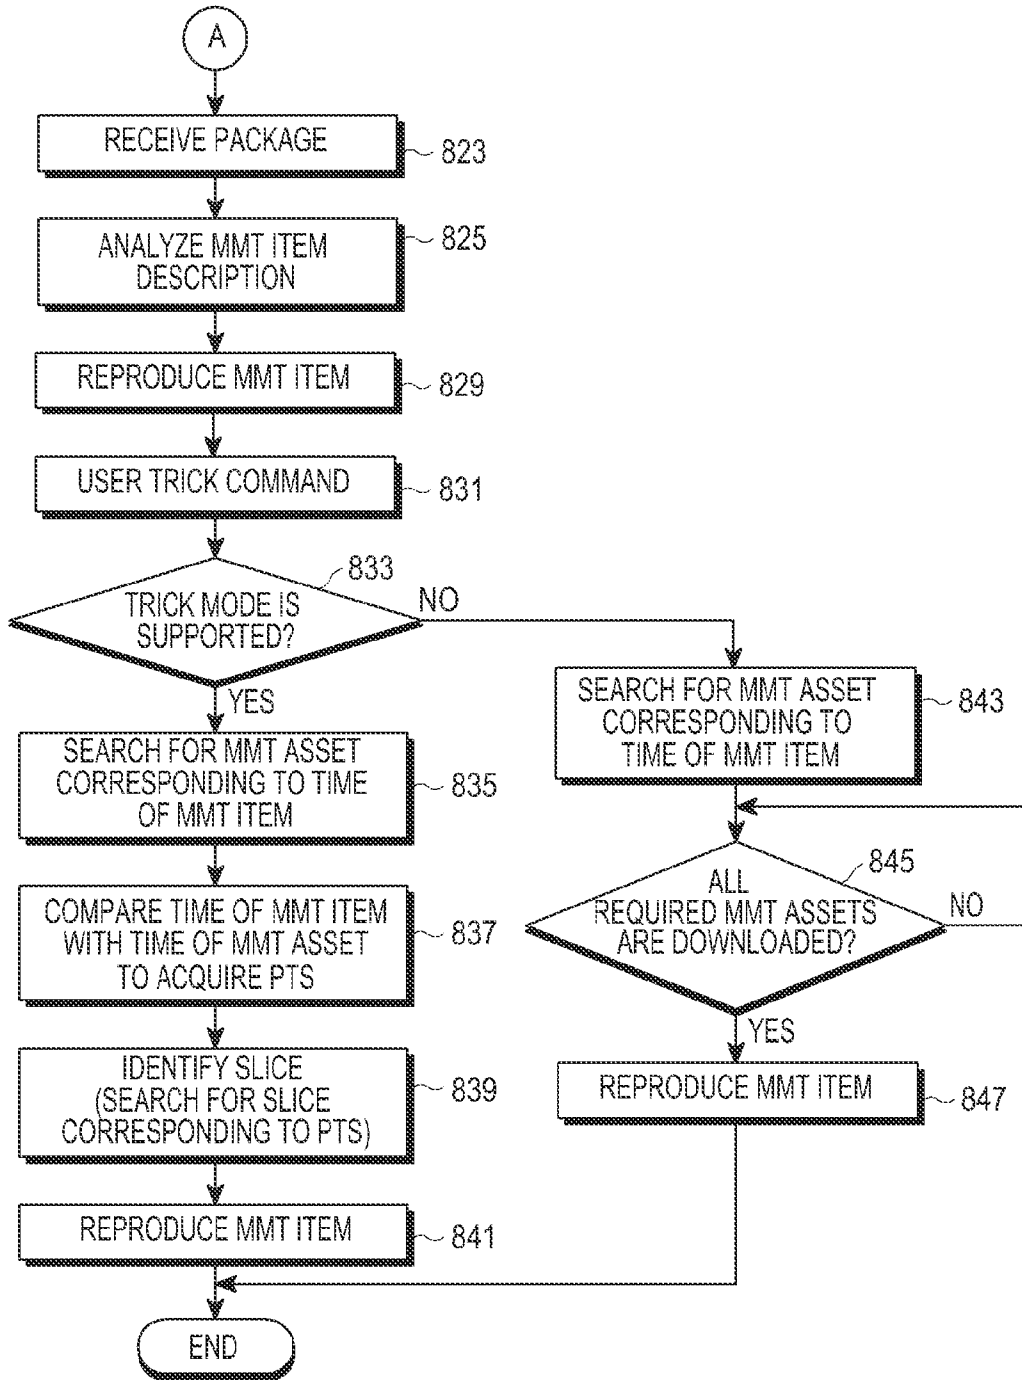 A
RECEIVE PACKAGE
823
ANALYZE MMT ITEM
DESCRIPTION
825
REPRODUCE MMT ITEM
829
USER TRICK COMMAND
831
833
TRICK MODE IS
SUPPORTED?
NO
YES
SEARCH FOR MMT ASSET
CORRESPONDING TO TIME
OF MMT ITEM
835
COMPARE TIME OF MMT ITEM
WITH TIME OF MMT ASSET
TO ACQUIRE PTS
837
IDENTIFY SLICE
(SEARCH FOR SLICE
CORRESPONDING TO PTS)
839
REPRODUCE MMT ITEM
841
SEARCH FOR MMT ASSET
CORRESPONDING TO
TIME OF MMT ITEM
843
845
ALL
REQUIRED MMT ASSETS
ARE DOWNLOADED?
NO
YES
REPRODUCE MMT ITEM
847
END